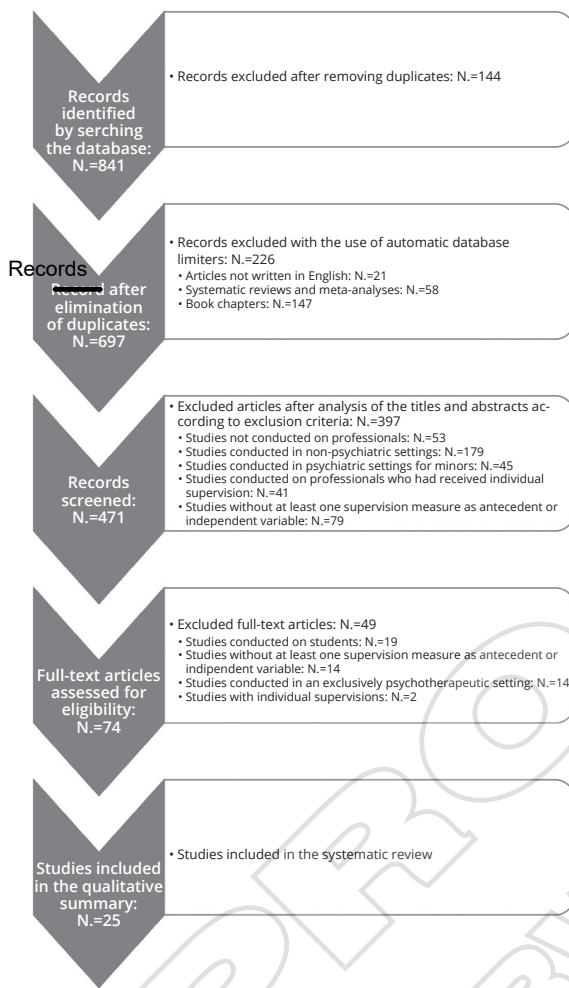 Records
identified
by serching
the database:
N.=841
• Records excluded after removing duplicates: N.=144
Records
Record after
elimination
of duplicates:
N.=697
• Records excluded with the use of automatic database
limiters: N.=226
• Articles not written in English: N.=21
• Systematic reviews and meta-analyses: N.=58
• Book chapters: N.=147
Records
screened:
N.=471
• Excluded articles after analysis of the titles and abstracts ac-
cording to exclusion criteria: N.=397
• Studies not conducted on professionals: N.=53
• Studies conducted in non-psychiatric settings: N.=179
• Studies conducted in psychiatric settings for minors: N.=45
• Studies conducted on professionals who had received individual
supervision: N.=41
• Studies without at least one supervision measure as antecedent or
independent variable: N.=79
Full-text articles
assessed for
eligibility:
N.=74
• Excluded full-text articles: N.=49
• Studies conducted on students: N.=19
• Studies without at least one supervision measure as antecedent or
indipendent variable: N.=14
• Studies conducted in an exclusively psychotherapeutic setting: N.=14
• Studies with individual supervisions: N.=2
Studies included
in the qualitative
summary:
N.=25
• Studies included in the systematic review
PRO